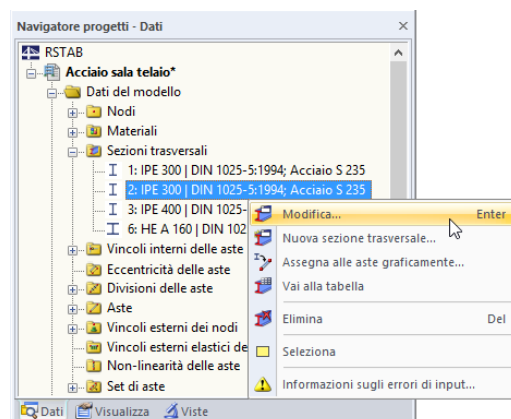 Navigatore progetti - Dati
RSTAB
Acciaio sala telaio*
Dati del modello
Nodi
Materiali
Sezioni trasversali
1: IPE 300 | DIN 1025-5:1994; Acciaio S 235
2: IPE 300 | DIN 1025-5:1994; Acciaio S 235
3: IPE 400 | DIN 1025-
6: HE A 160 | DIN 102
Vincoli interni delle aste
Eccentricità delle aste
Divisioni delle aste
Aste
Vincoli esterni dei nodi
Vincoli esterni elastici de
Non-linearità delle aste
Set di aste
Modifica... Enter
Nuova sezione trasversale...
Assegna alle aste graficamente...
Vai alla tabella
Elimina Del
Seleziona
Informazioni sugli errori di input...
Dati Visualizza Viste